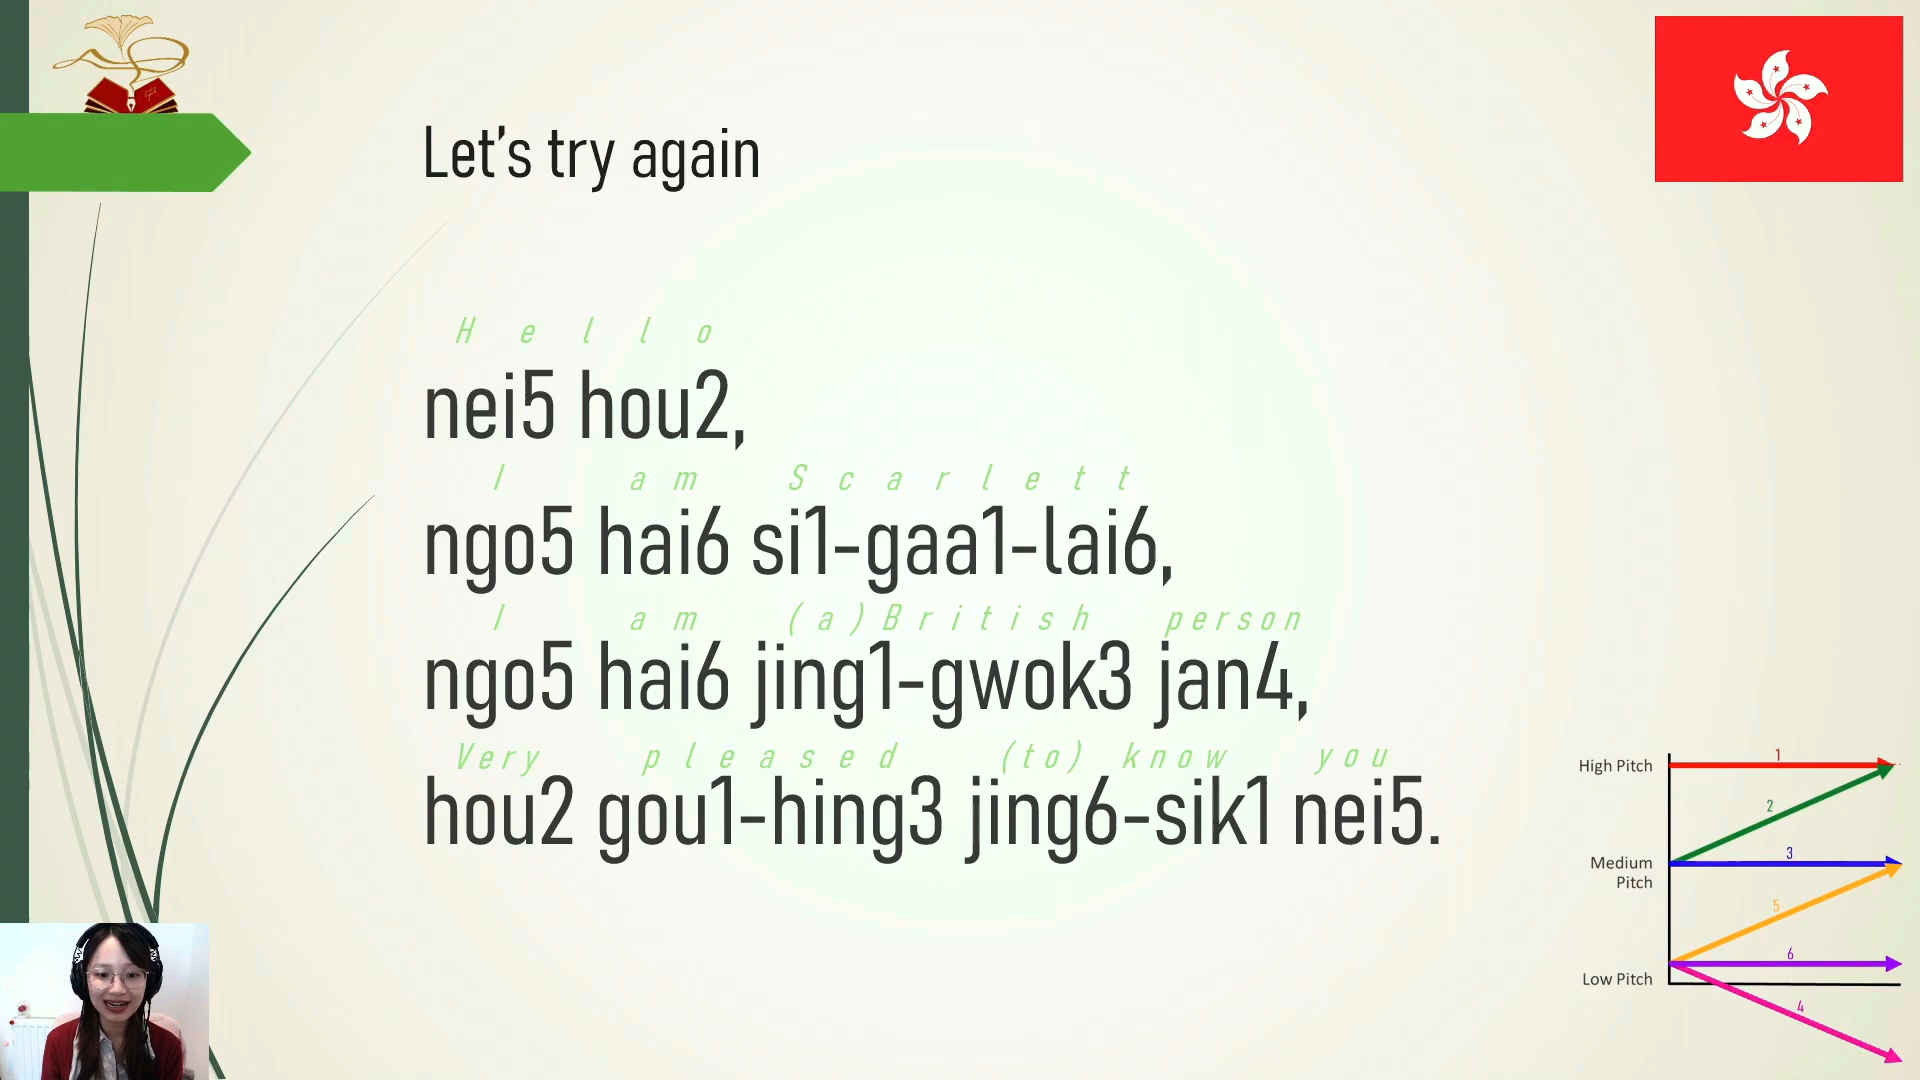 Let's try again
Hello
nei5 hou2,
I am Scarlett
ngo5 hai6 si1-gaa1-lai6,
I am (a) British person
ngo5 hai6 jing1-gwok3 jan4,
Very pleased (to) know you
hou2 gou1-hing3 jing6-sik1 nei5.
High Pitch
1
2
Medium
Pitch
3
5
6
Low Pitch
4